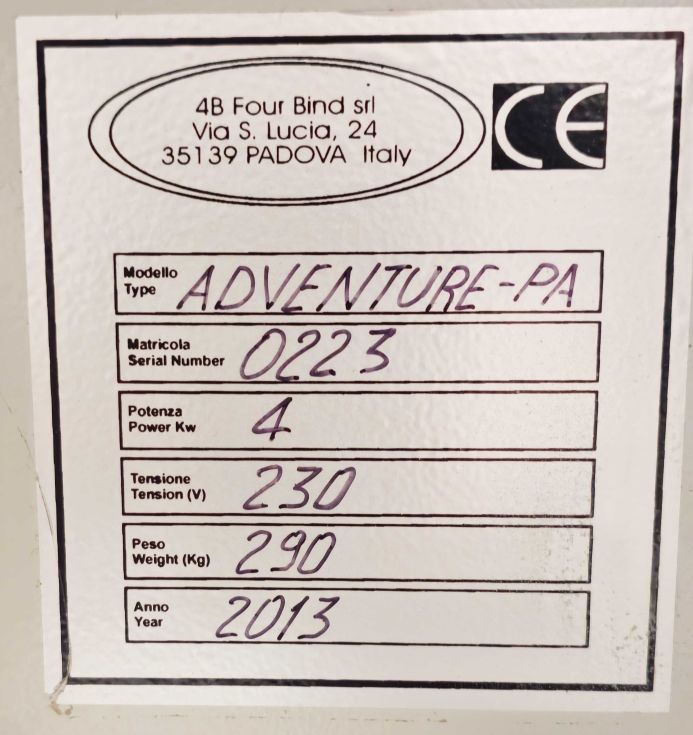 4B Four Bind srl
Via S. Lucia, 24
35139 PADOVA Italy
CE
Modello
Type ADVENTURE-PA
Matricola
Serial Number 0223
Potenza
Power Kw 4
Tensione
Tension (V) 230
Peso
Weight (Kg) 290
Anno
Year 2013